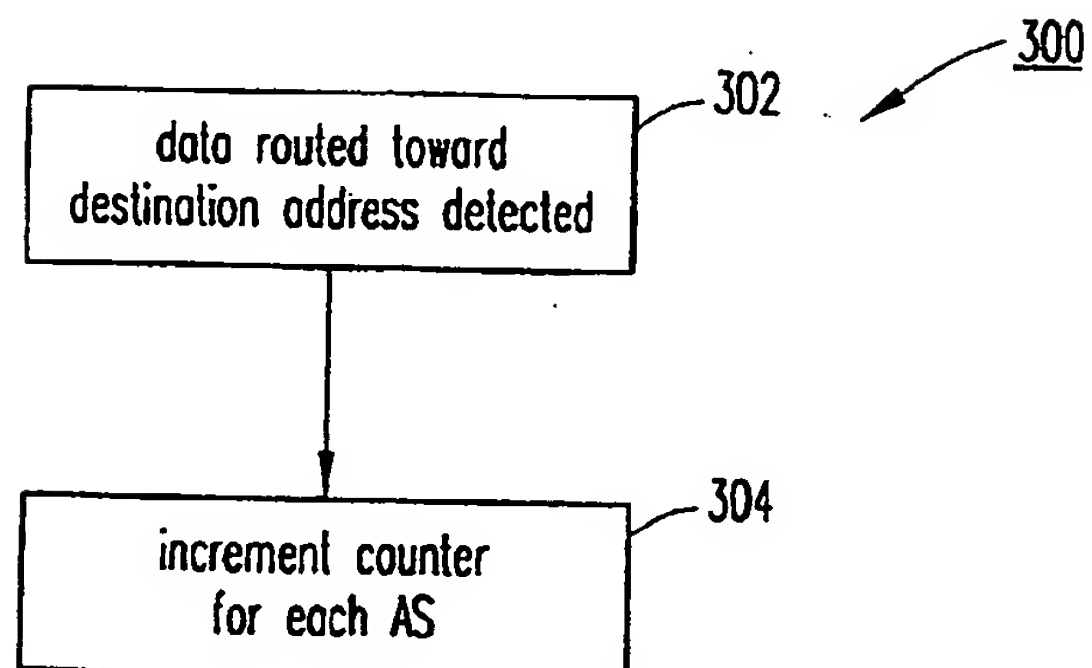 300
302
data routed toward
destination address detected
304
increment counter
for each AS